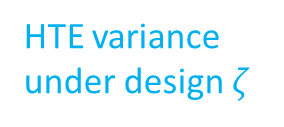 HTE variance
under design ζ